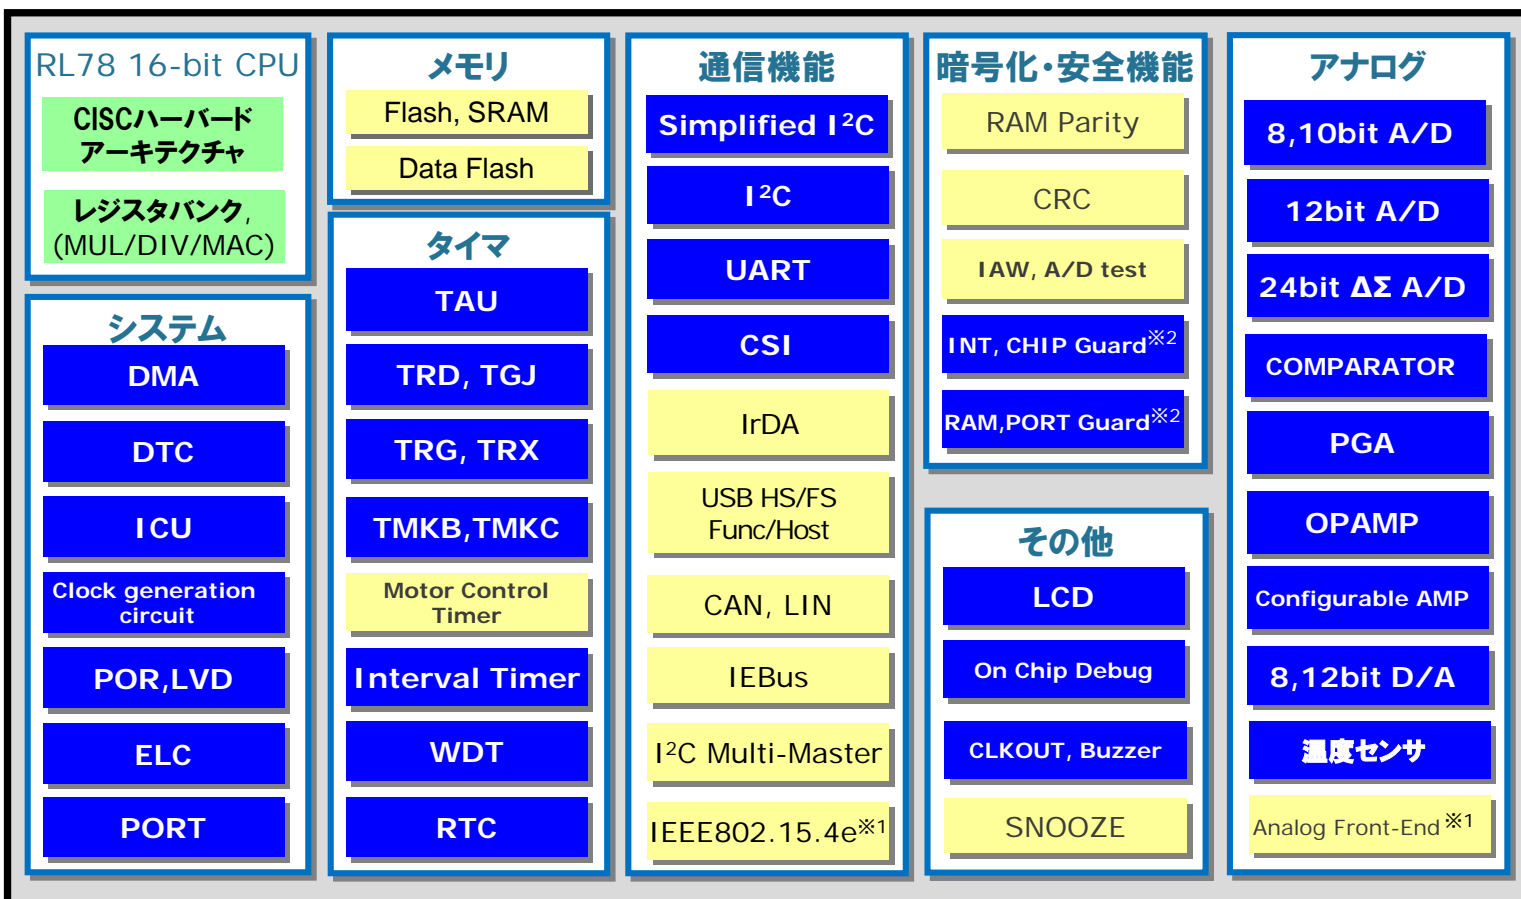 RL78 16-bit CPU
CISCハーバード
アーキテクチャ
レジスタバンク,
(MUL/DIV/MAC)
システム
DMA
DTC
ICU
Clock generation
circuit
POR,LVD
ELC
PORT
メモリ
Flash, SRAM
Data Flash
タイマ
TAU
TRD, TGJ
TRG, TRX
TMKB,TMKC
Motor Control
Timer
Interval Timer
WDT
RTC
通信機能
Simplified I²C
I²C
UART
CSI
IrDA
USB HS/FS
Func/Host
CAN, LIN
IEBus
I²C Multi-Master
IEEE802.15.4e※1
暗号化・安全機能
RAM Parity
CRC
IAW, A/D test
INT, CHIP Guard※2
RAM,PORT Guard※2
その他
LCD
On Chip Debug
CLKOUT, Buzzer
SNOOZE
アナログ
8,10bit A/D
12bit A/D
24bit ΔΣ A/D
COMPARATOR
PGA
OPAMP
Configurable AMP
8,12bit D/A
温度センサ
Analog Front-End※1